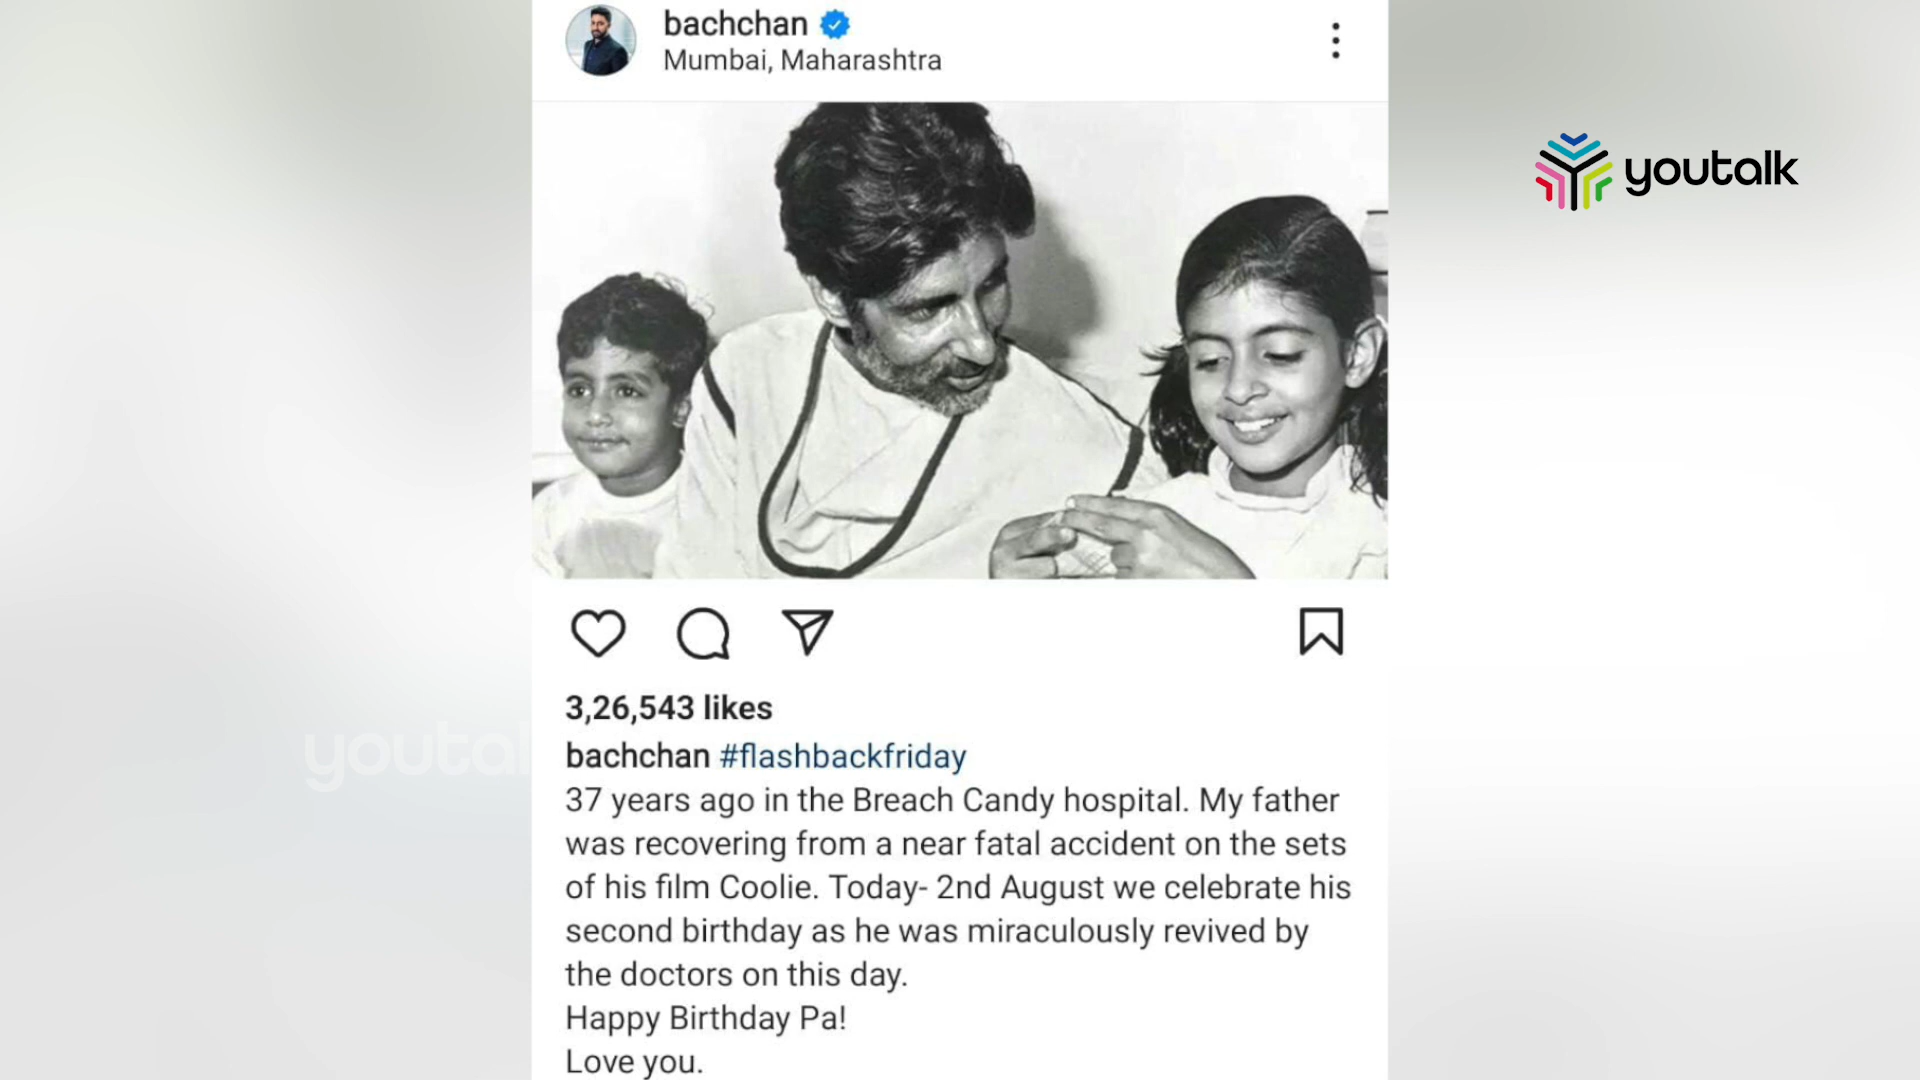 bachchan
Mumbai, Maharashtra
youtalk
3,26,543 likes
bachchan #flashbackfriday
37 years ago in the Breach Candy hospital. My father
was recovering from a near fatal accident on the sets
of his film Coolie. Today- 2nd August we celebrate his
second birthday as he was miraculously revived by
the doctors on this day.
Happy Birthday Pa!
Love you.
youtal